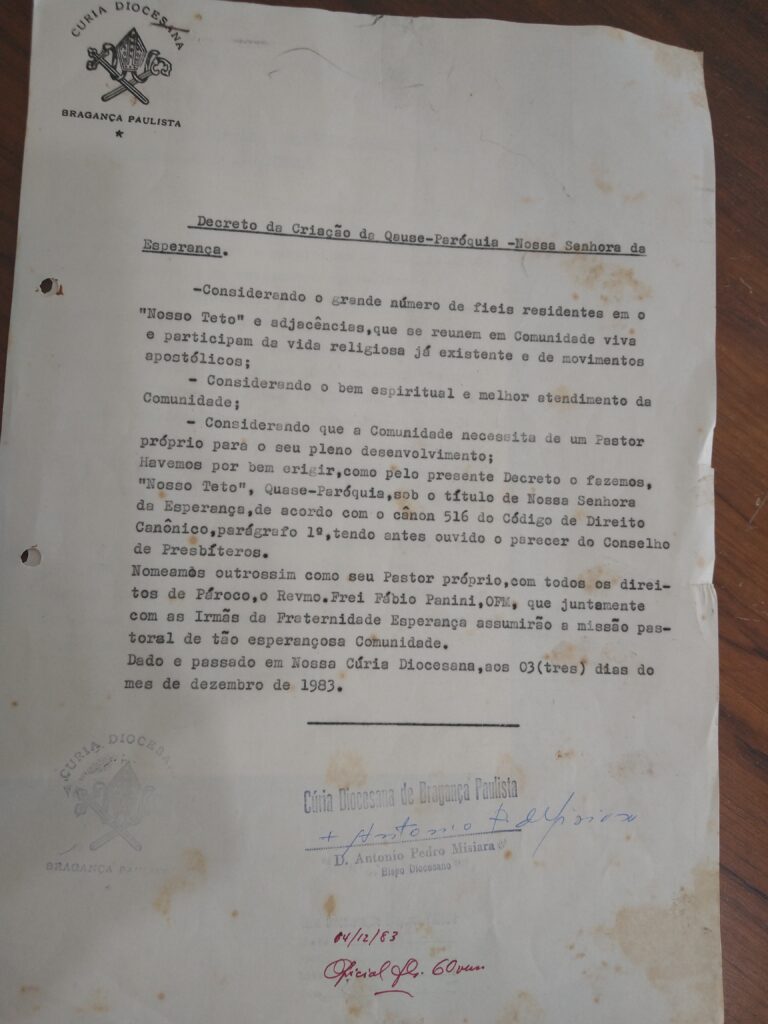 CÚRIA DIOCESANA
BRAGANÇA PAULISTA
Decreto da Criação da Qause-Paróquia -Nossa Senhora da
Esperança.
-Considerando o grande número de fieis residentes em o
"Nosso Teto" e adjacências,que se reunem em Comunidade viva
e participam da vida religiosa já existente e de movimentos
apostólicos;
- Considerando o bem espiritual e melhor atendimento da
Comunidade;
- Considerando que a Comunidade necessita de um Pastor
próprio para o seu pleno desenvolvimento;
Havemos por bem erigir,como pelo presente Decreto o fazemos,
"Nosso Teto", Quase-Paróquia,sob o título de Nossa Senhora
da Esperança,de acordo com o cânon 516 do Código de Direito
Canônico,parágrafo 1º,tendo antes ouvido o parecer do Conselho
de Presbíteros.
Nomeamos outrossim como seu Pastor próprio,com todos os direi-
tos de Pároco,o Revmo.Frei Fábio Panini,OFM, que juntamente
com as Irmãs da Fraternidade Esperança assumirão a missão pas-
toral de tão esperançosa Comunidade.
Dado e passado em Nossa Cúria Diocesana,aos 03(tres) dias do
mes de dezembro de 1983.
CURIA DIOCESA
BRAGANÇA PA
Cúria Diocesana de Bragança Paulista
+ Antonio P. de Misiara
D. Antonio Pedro Misiara
Bispo Diocesano
04/12/83
Oficial fls. 60